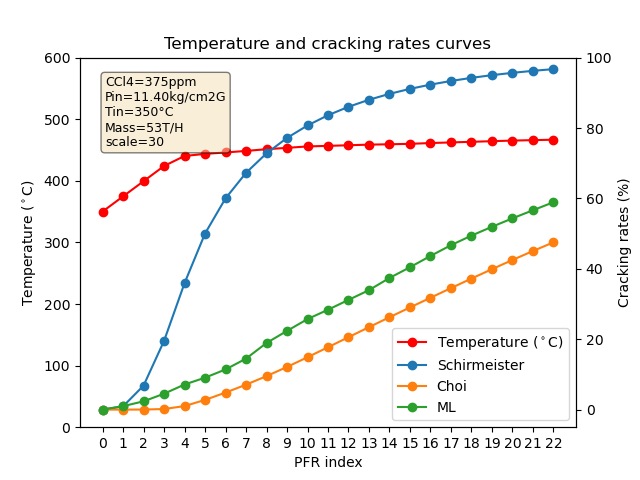 Temperature and cracking rates curves
CCl4=375ppm
Pin=11.40kg/cm2G
Tin=350°C
Mass=53T/H
scale=30
Temperature (°C)
600
500
400
300
200
100
0
Cracking rates (%)
100
80
60
40
20
0
Temperature (°C)
Schirmeister
Choi
ML
0 1 2 3 4 5 6 7 8 9 10 11 12 13 14 15 16 17 18 19 20 21 22
PFR index